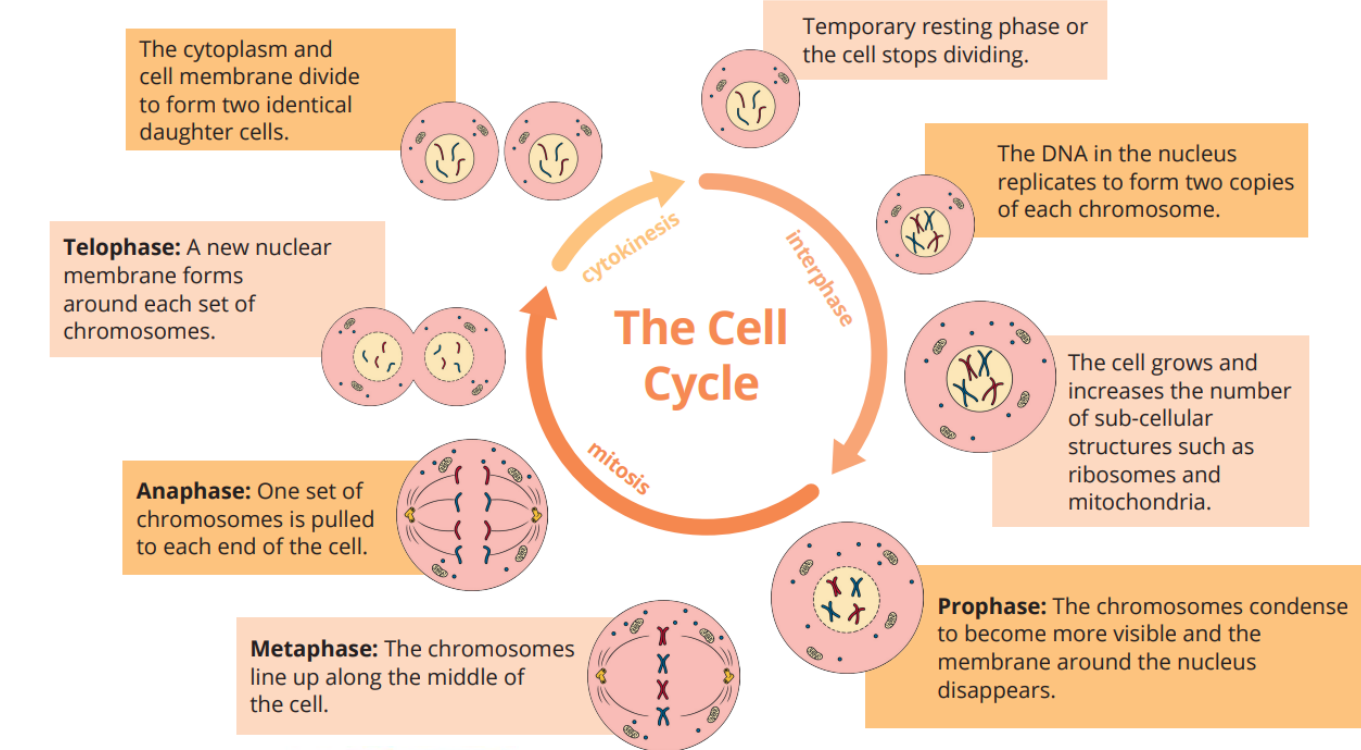 Temporary resting phase or
the cell stops dividing.
The DNA in the nucleus
replicates to form two copies
of each chromosome.
The cell grows and
increases the number
of sub-cellular
structures such as
ribosomes and
mitochondria.
Prophase: The chromosomes condense
to become more visible and the
membrane around the nucleus
disappears.
Metaphase: The chromosomes
line up along the middle of
the cell.
Anaphase: One set of
chromosomes is pulled
to each end of the cell.
Telophase: A new nuclear
membrane forms
around each set of
chromosomes.
The cytoplasm and
cell membrane divide
to form two identical
daughter cells.
The Cell
Cycle
interphase
mitosis
cytokinesis